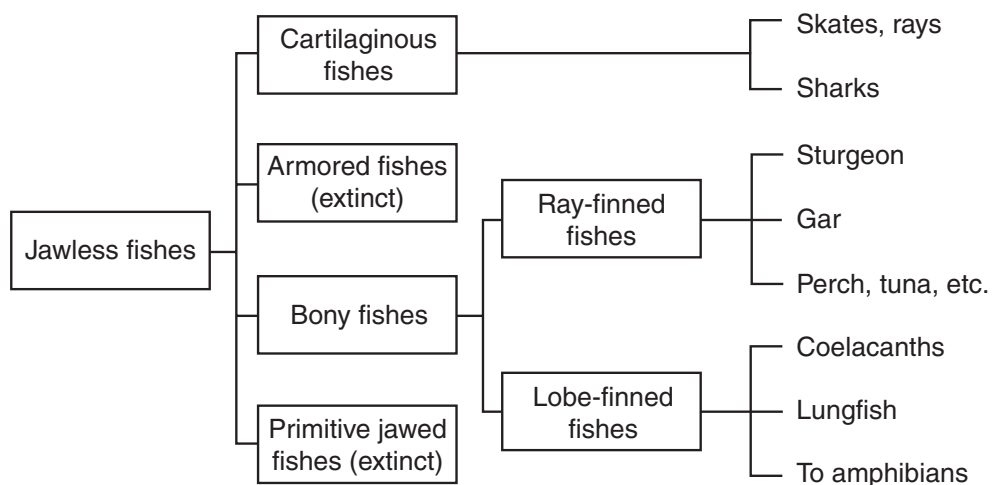 Jawless fishes
Cartilaginous
fishes
Armored fishes
(extinct)
Bony fishes
Primitive jawed
fishes (extinct)
Ray-finned
fishes
Lobe-finned
fishes
Skates, rays
Sharks
Sturgeon
Gar
Perch, tuna, etc.
Coelacanths
Lungfish
To amphibians